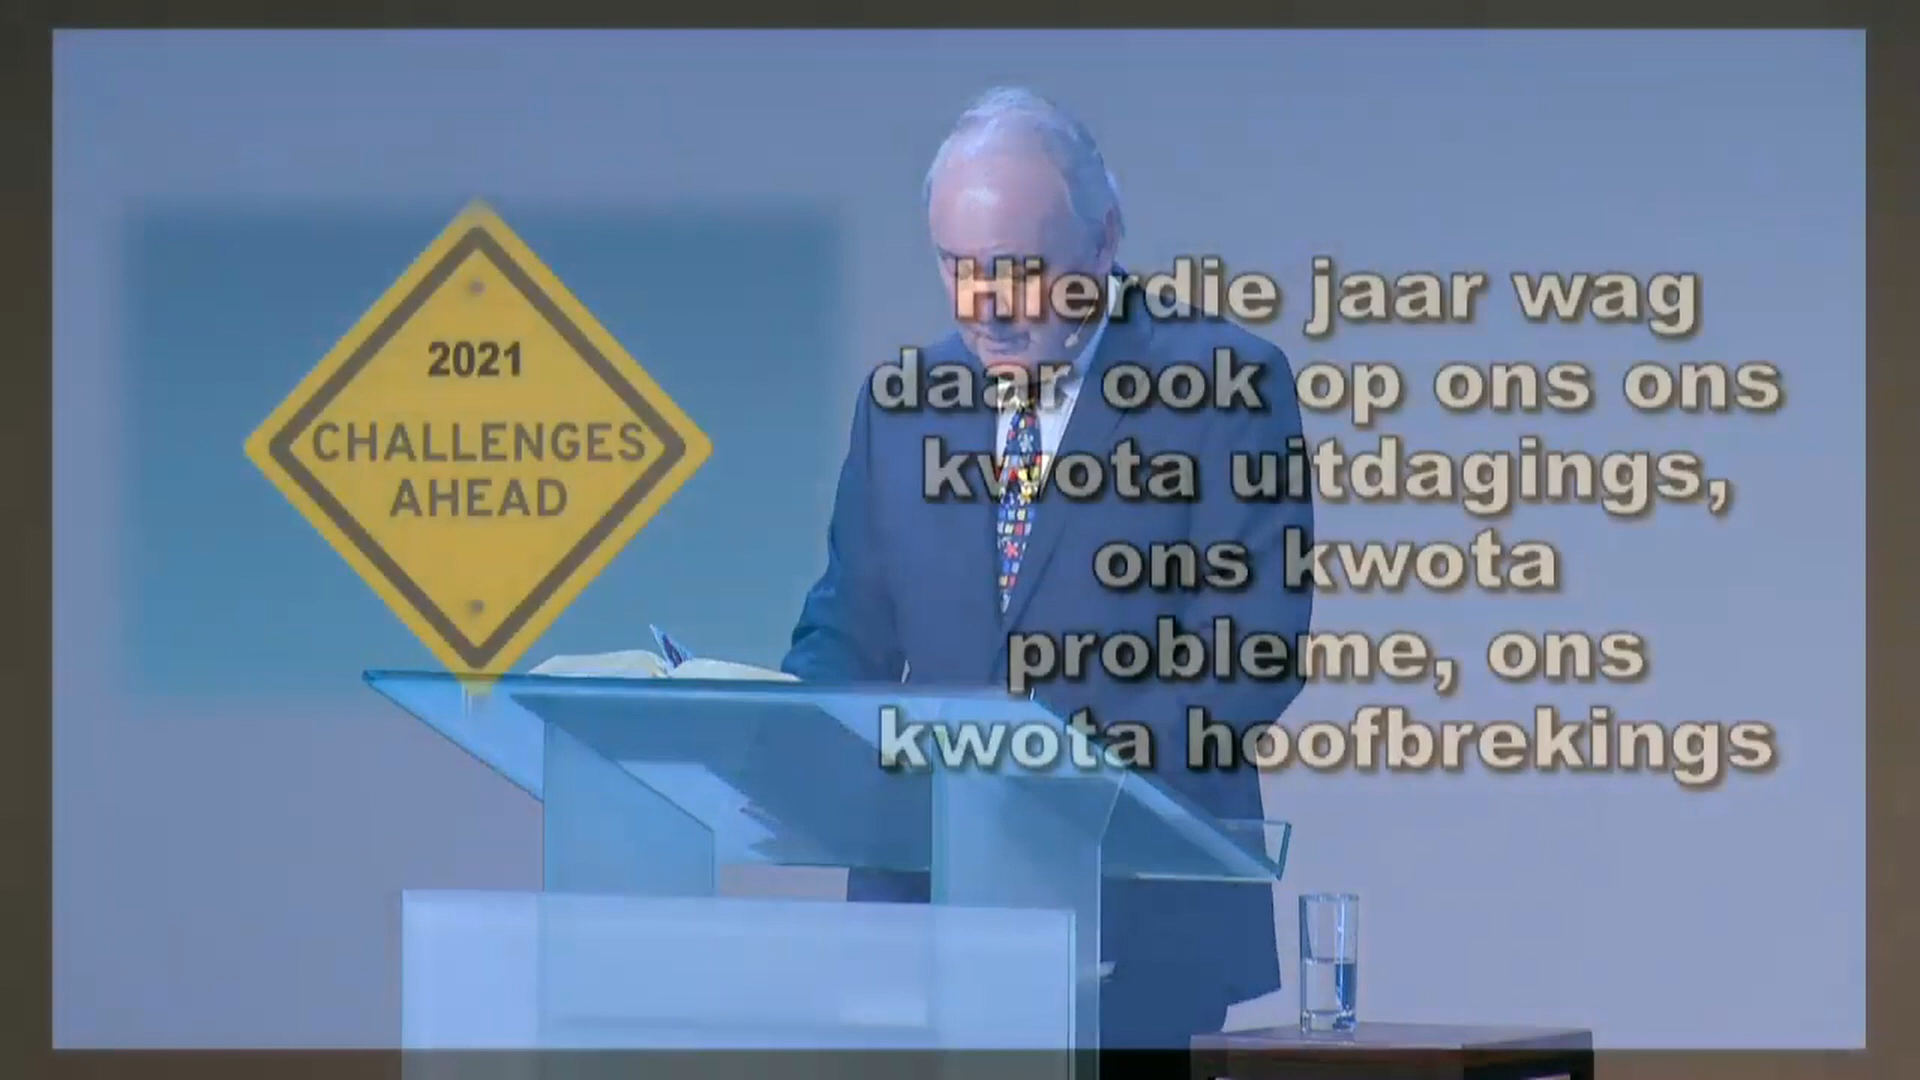 2021
CHALLENGES
AHEAD
Hierdie jaar wag
daar ook op ons ons
kwota uitdagings,
ons kwota
probleme, ons
kwota hoofbrekings